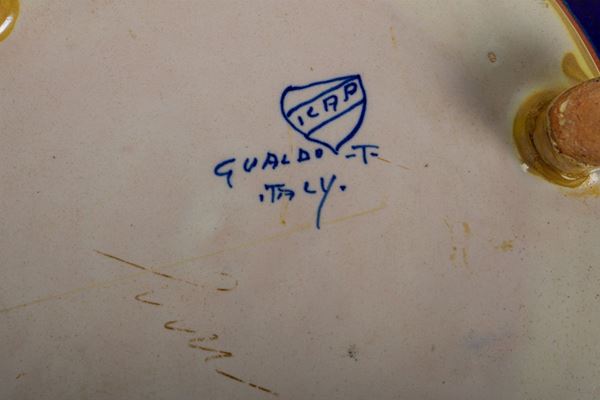 ICAP
GUALDO -T-
.ITALY.